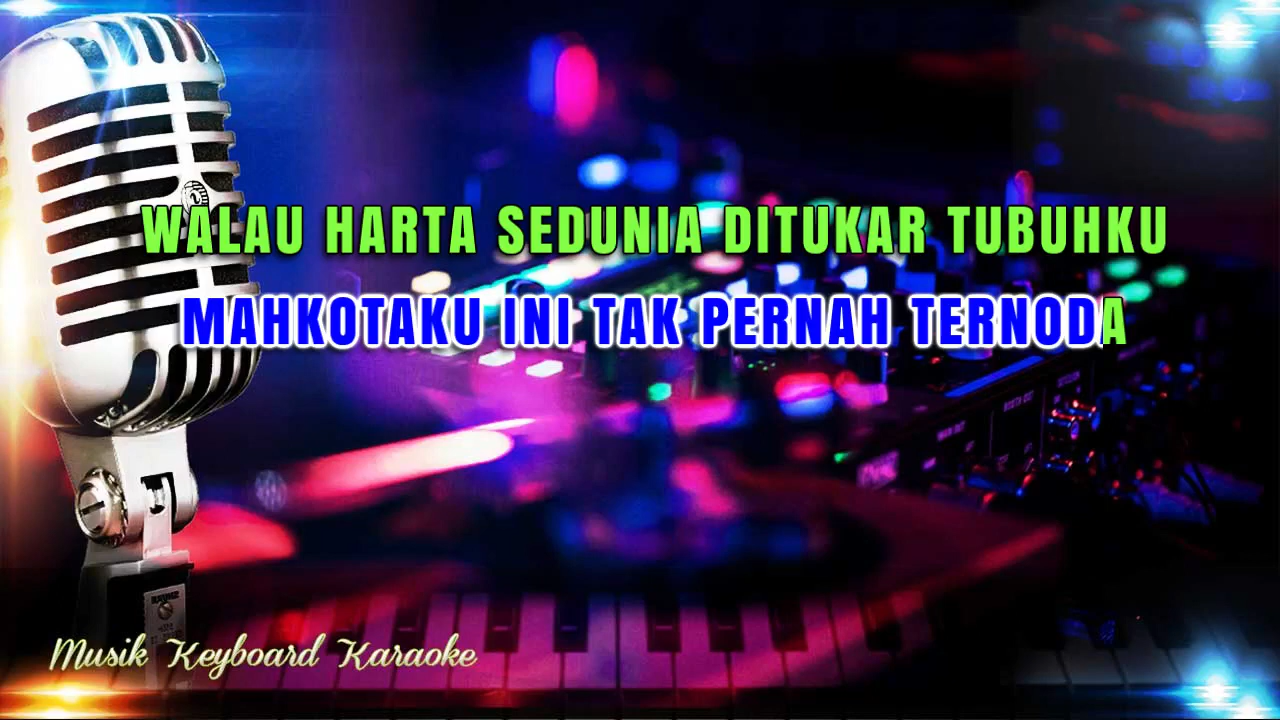 WALAU HARTA SEDUNIA DITUKAR TUBUHKU
MAHKOTAKU INI TAK PERNAH TERNODA
Musik Keyboard Karaoke